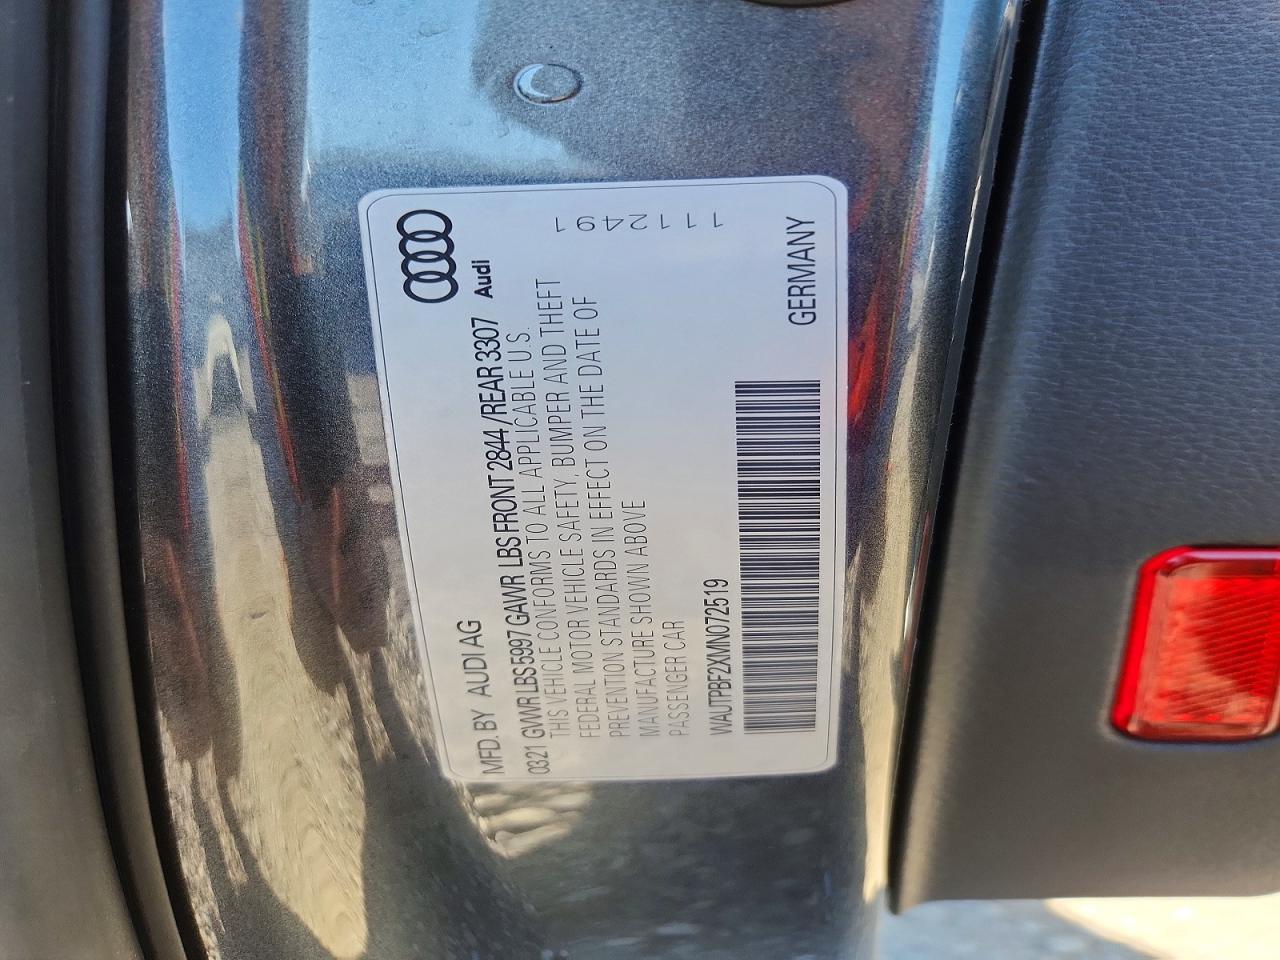 MFD. BY AUDI AG
Audi
0321 GVWR LBS 5997 GAWR LBS FRONT 2844 / REAR 3307
THIS VEHICLE CONFORMS TO ALL APPLICABLE U.S.
FEDERAL MOTOR VEHICLE SAFETY, BUMPER AND THEFT
PREVENTION STANDARDS IN EFFECT ON THE DATE OF
MANUFACTURE SHOWN ABOVE
PASSENGER CAR
WAUTPBF2XMN072519
GERMANY
1112491